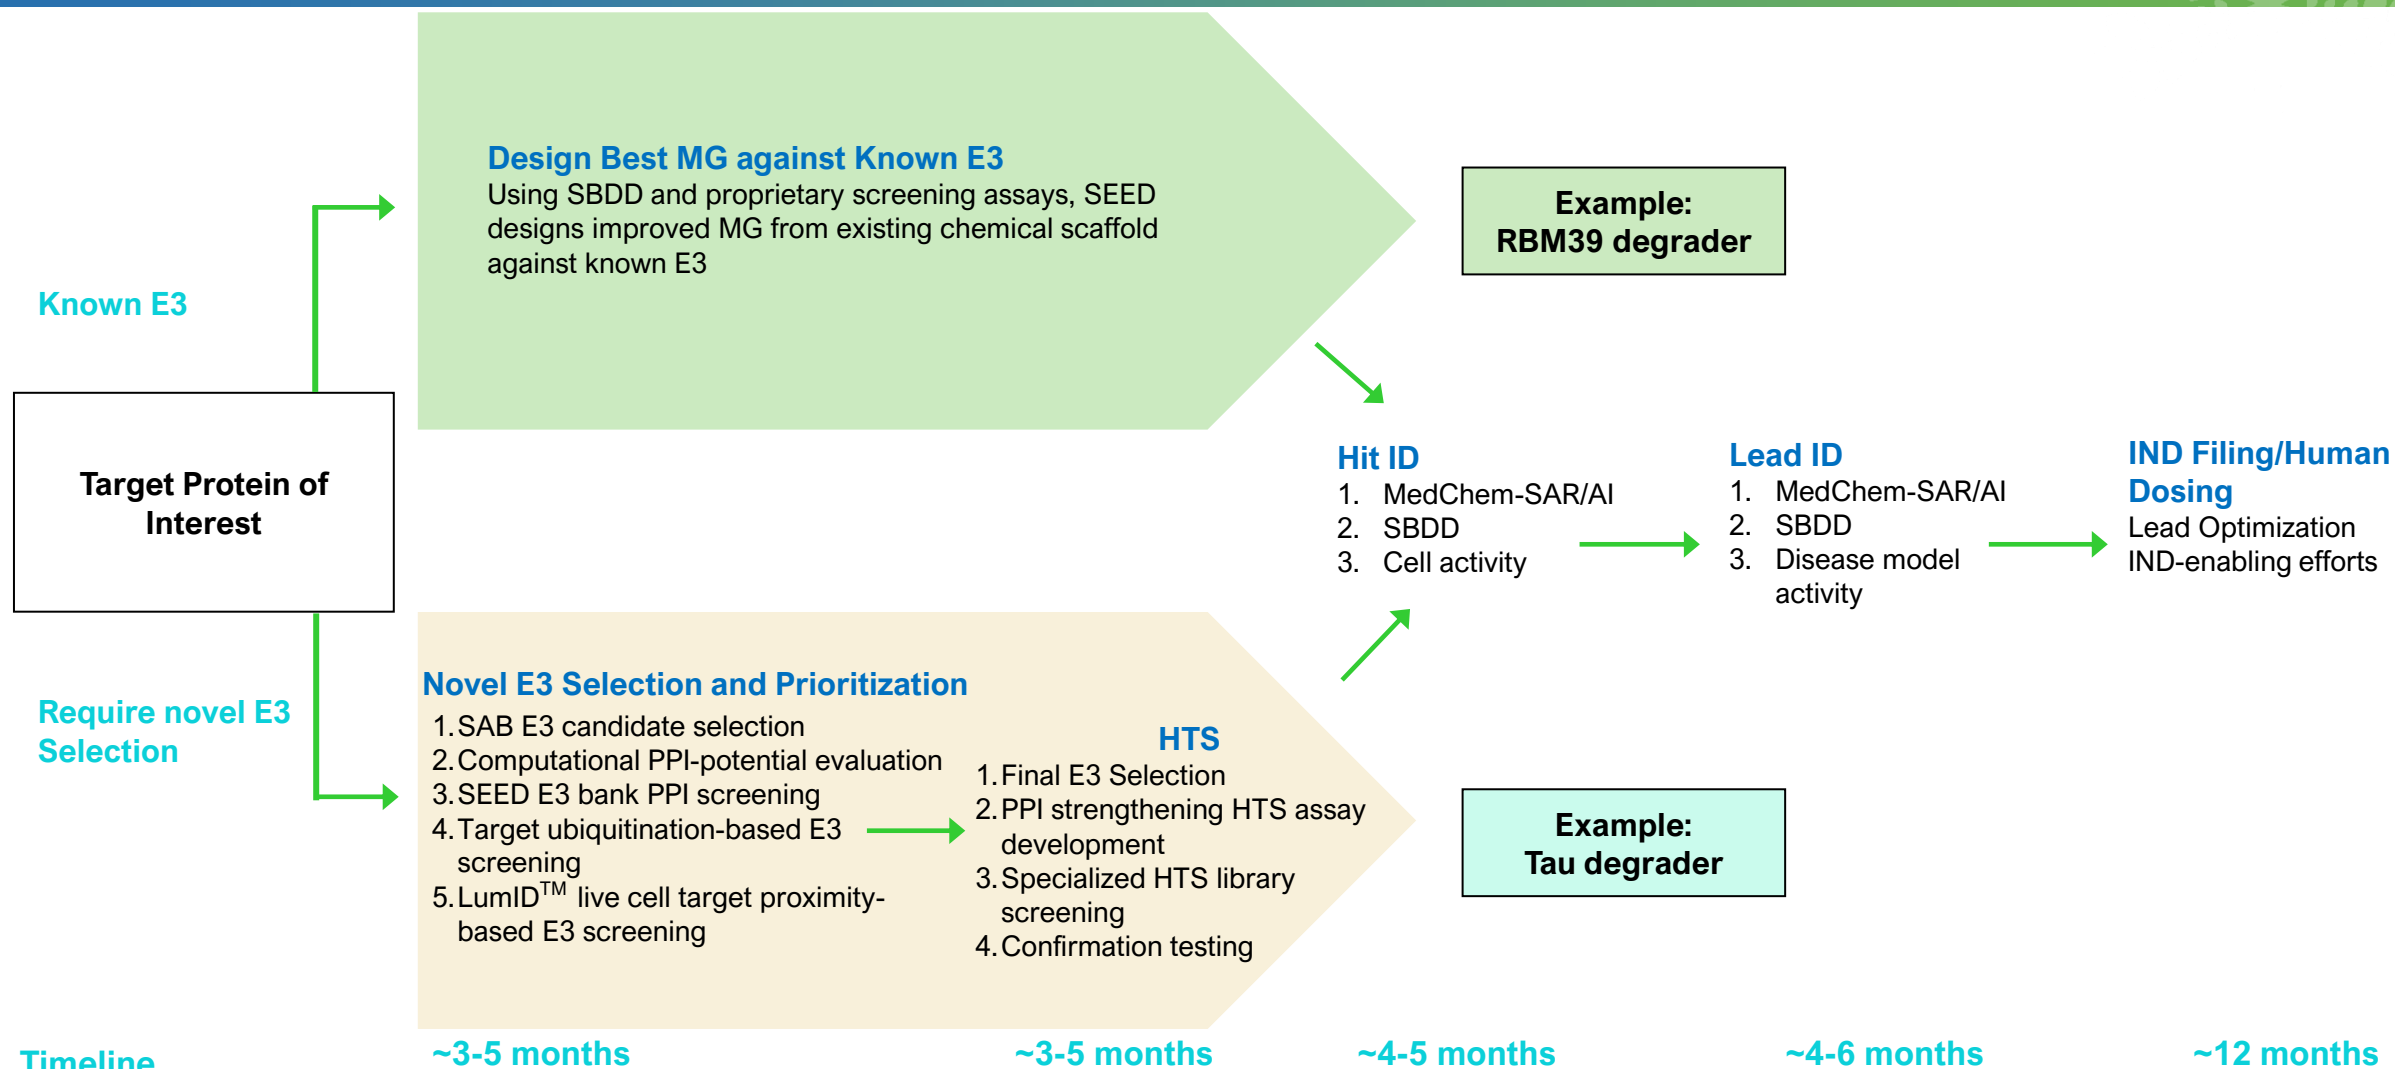 Design Best MG against Known E3
Using SBDD and proprietary screening assays, SEED
designs improved MG from existing chemical scaffold
against known E3
Example:
RBM39 degrader
Known E3
Target Protein of
Interest
Hit ID
1. MedChem-SAR/AI
2. SBDD
3. Cell activity
Lead ID
1. MedChem-SAR/AI
2. SBDD
3. Disease model
activity
IND Filing/Human
Dosing
Lead Optimization
IND-enabling efforts
Require novel E3
Selection
Novel E3 Selection and Prioritization
1.SAB E3 candidate selection
2.Computational PPI-potential evaluation
3.SEED E3 bank PPI screening
4.Target ubiquitination-based E3
screening
5.LumID™ live cell target proximity-
based E3 screening
HTS
1.Final E3 Selection
2.PPI strengthening HTS assay
development
3.Specialized HTS library
screening
4.Confirmation testing
Example:
Tau degrader
Timeline
~3-5 months
~3-5 months
~4-5 months
~4-6 months
~12 months